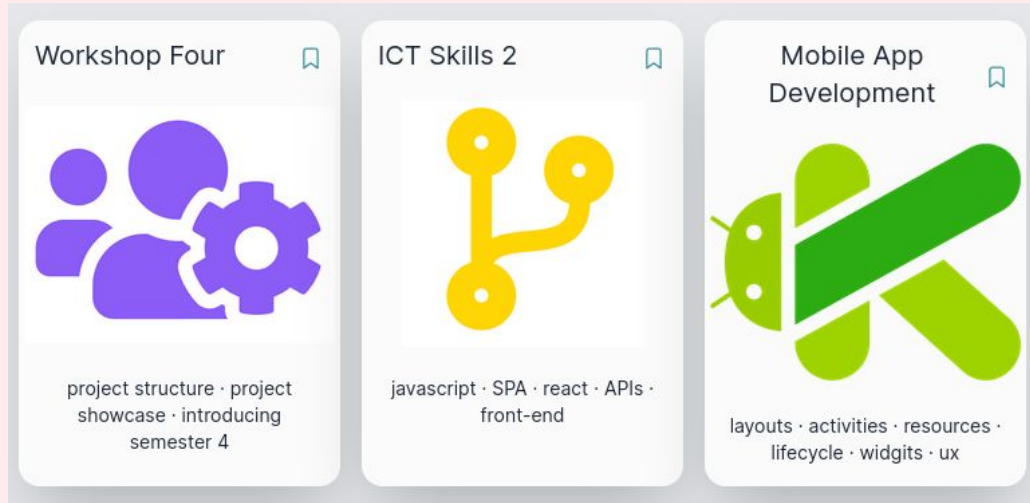 Workshop Four
project structure · project
showcase · introducing
semester 4
ICT Skills 2
javascript · SPA · react · APIs ·
front-end
Mobile App
Development
layouts · activities · resources ·
lifecycle · widgits · ux